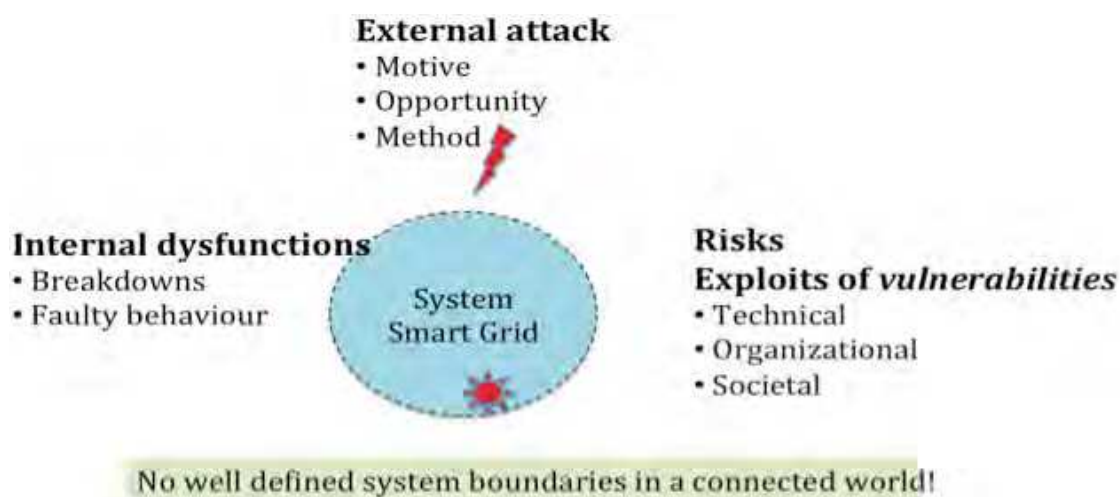 External attack
• Motive
• Opportunity
• Method
Internal dysfunctions
• Breakdowns
• Faulty behaviour
System
Smart Grid
Risks
Exploits of vulnerabilities
• Technical
• Organizational
• Societal
No well defined system boundaries in a connected world!